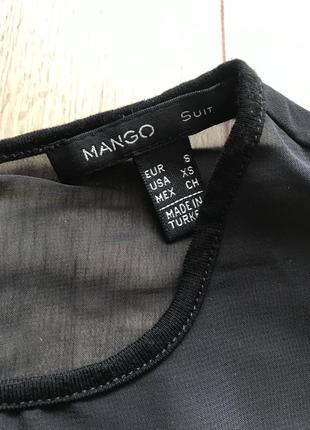 MANGO SUIT
EUR S
USA XS
MEX CH
MADE IN
TURKEY